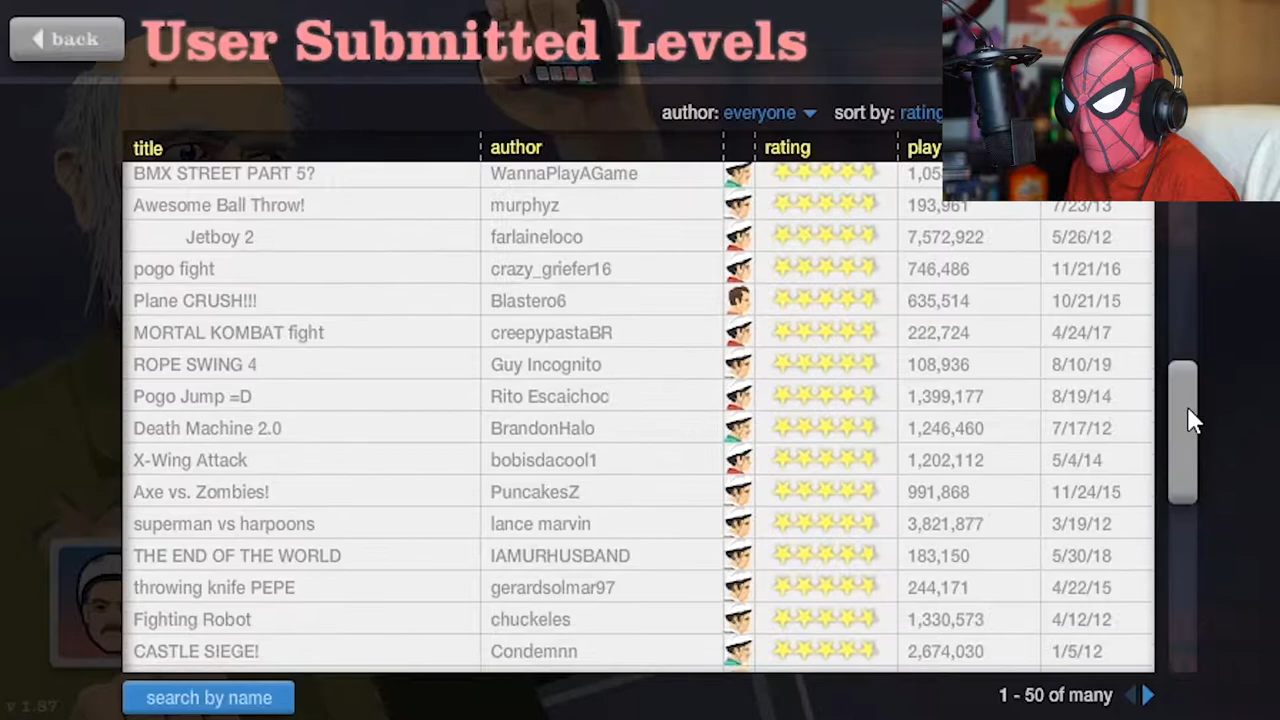 back
User Submitted Levels
author: everyone sort by: rating
title author rating play
BMX STREET PART 5? WannaPlayAGame
Awesome Ball Throw! murphyz 193,961 7/23/13
Jetboy 2 farlaineloco 7,572,922 5/26/12
pogo fight crazy_griefer16 746,486 11/21/16
Plane CRUSH!!! Blastero6 635,514 10/21/15
MORTAL KOMBAT fight creepypastaBR 222,724 4/24/17
ROPE SWING 4 Guy Incognito 108,936 8/10/19
Pogo Jump =D Rito Escaichoc 1,399,177 8/19/14
Death Machine 2.0 BrandonHalo 1,246,460 7/17/12
X-Wing Attack bobisdacool1 1,202,112 5/4/14
Axe vs. Zombies! PuncakesZ 991,868 11/24/15
superman vs harpoons lance marvin 3,821,877 3/19/12
THE END OF THE WORLD IAMURHUSBAND 183,150 5/30/18
throwing knife PEPE gerardsolmar97 244,171 4/22/15
Fighting Robot chuckeles 1,330,573 4/12/12
CASTLE SIEGE! Condemnn 2,674,030 1/5/12
v 1.87 search by name 1 - 50 of many